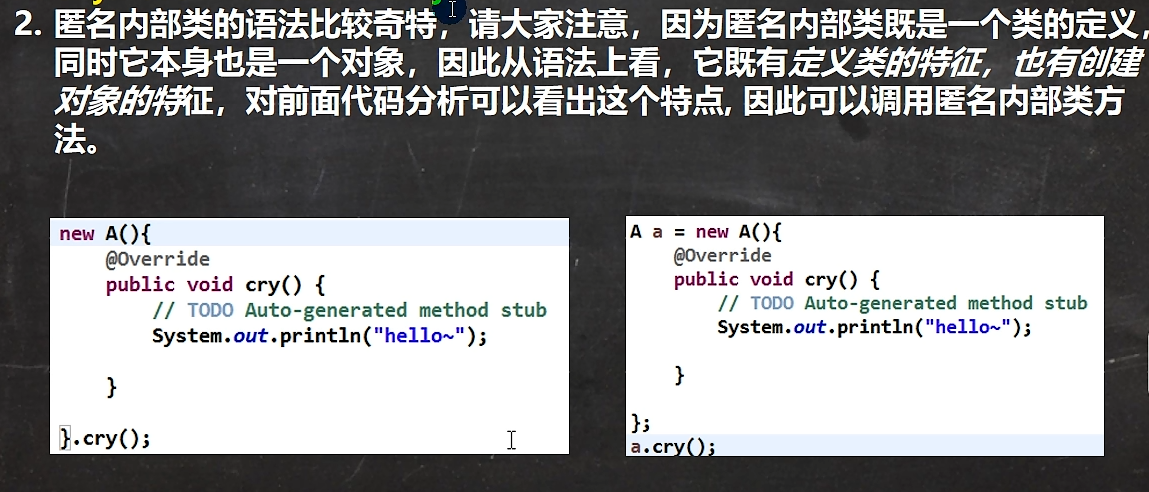 2. 匿名内部类的语法比较奇特，请大家注意，因为匿名内部类既是一个类的定义,
同时它本身也是一个对象，因此从语法上看，它既有定义类的特征，也有创建
对象的特征，对前面代码分析可以看出这个特点, 因此可以调用匿名内部类方
法。
new A(){
@Override
public void cry() {
// TODO Auto-generated method stub
System.out.println("hello~");
}
}.cry();
A a = new A(){
@Override
public void cry() {
// TODO Auto-generated method stub
System.out.println("hello~");
}
};
a.cry();